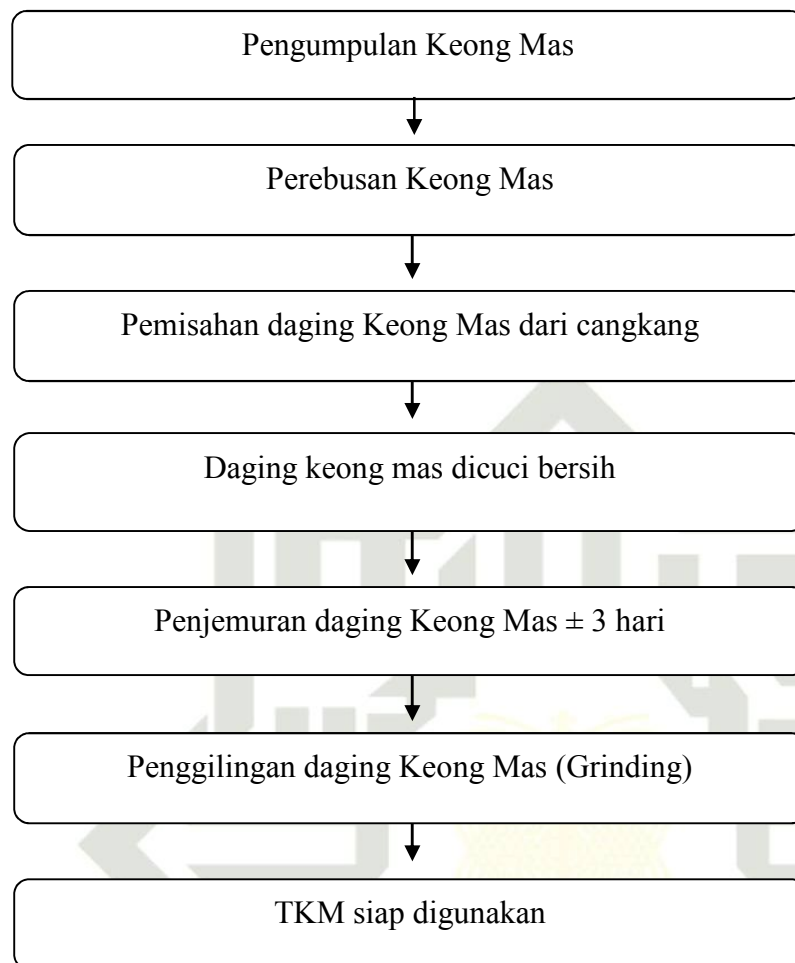 Pengumpulan Keong Mas
Perebusan Keong Mas
Pemisahan daging Keong Mas dari cangkang
Daging keong mas dicuci bersih
Penjemuran daging Keong Mas ± 3 hari
Penggilingan daging Keong Mas (Grinding)
TKM siap digunakan